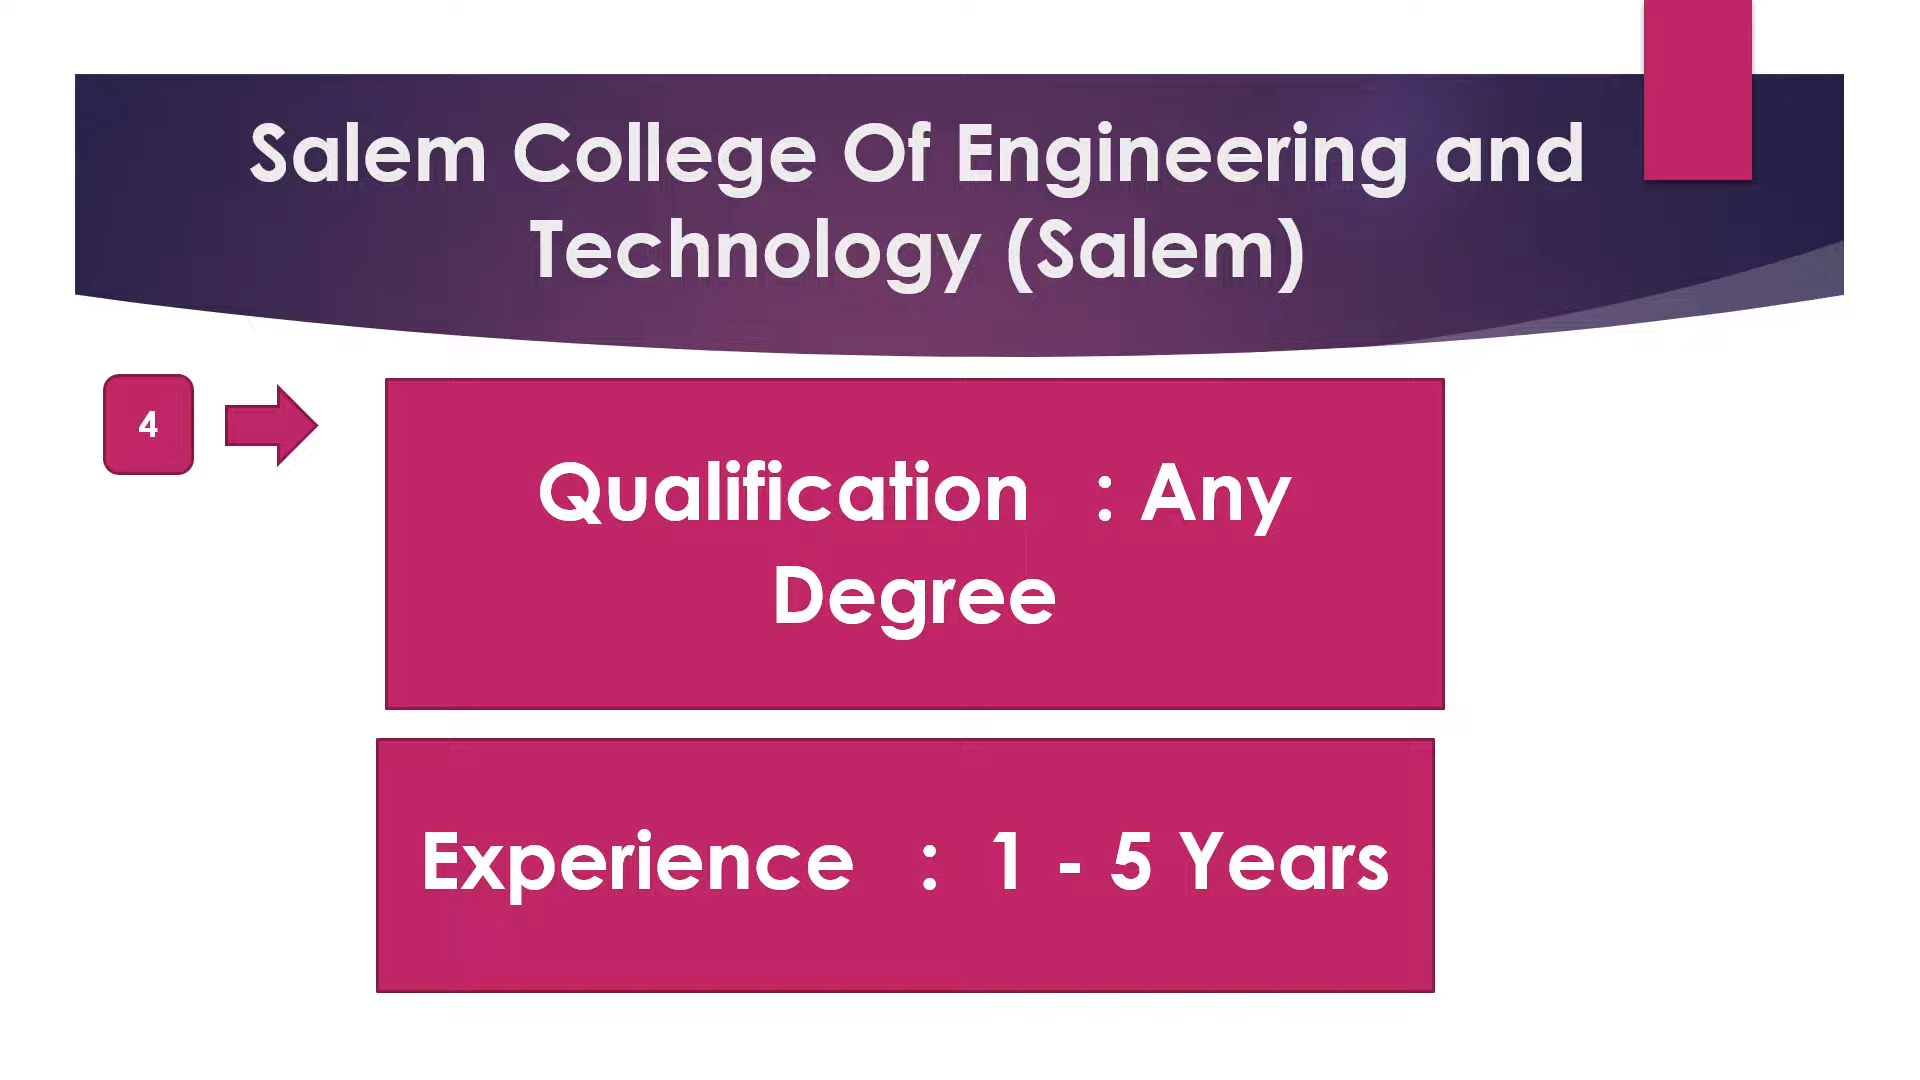 Salem College Of Engineering and
Technology (Salem)
4
Qualification : Any
Degree
Experience : 1 - 5 Years